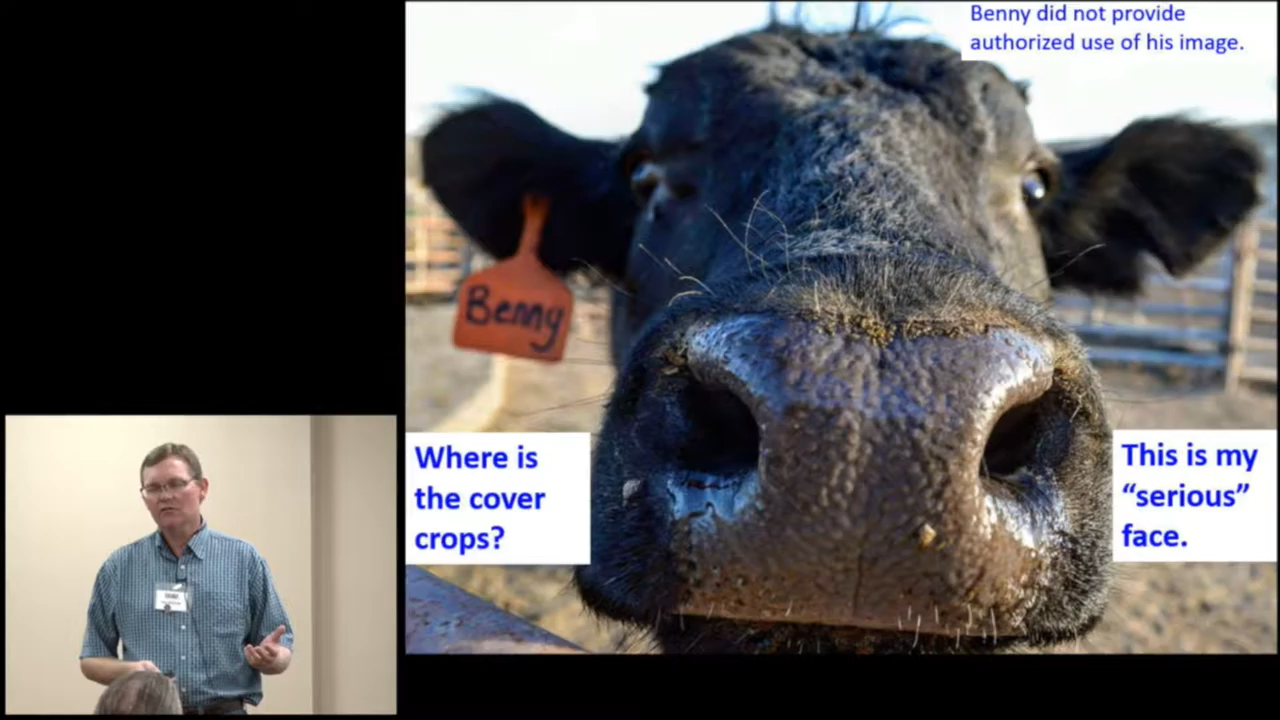 Benny did not provide
authorized use of his image.
Benny
Where is
the cover
crops?
This is my
“serious”
face.